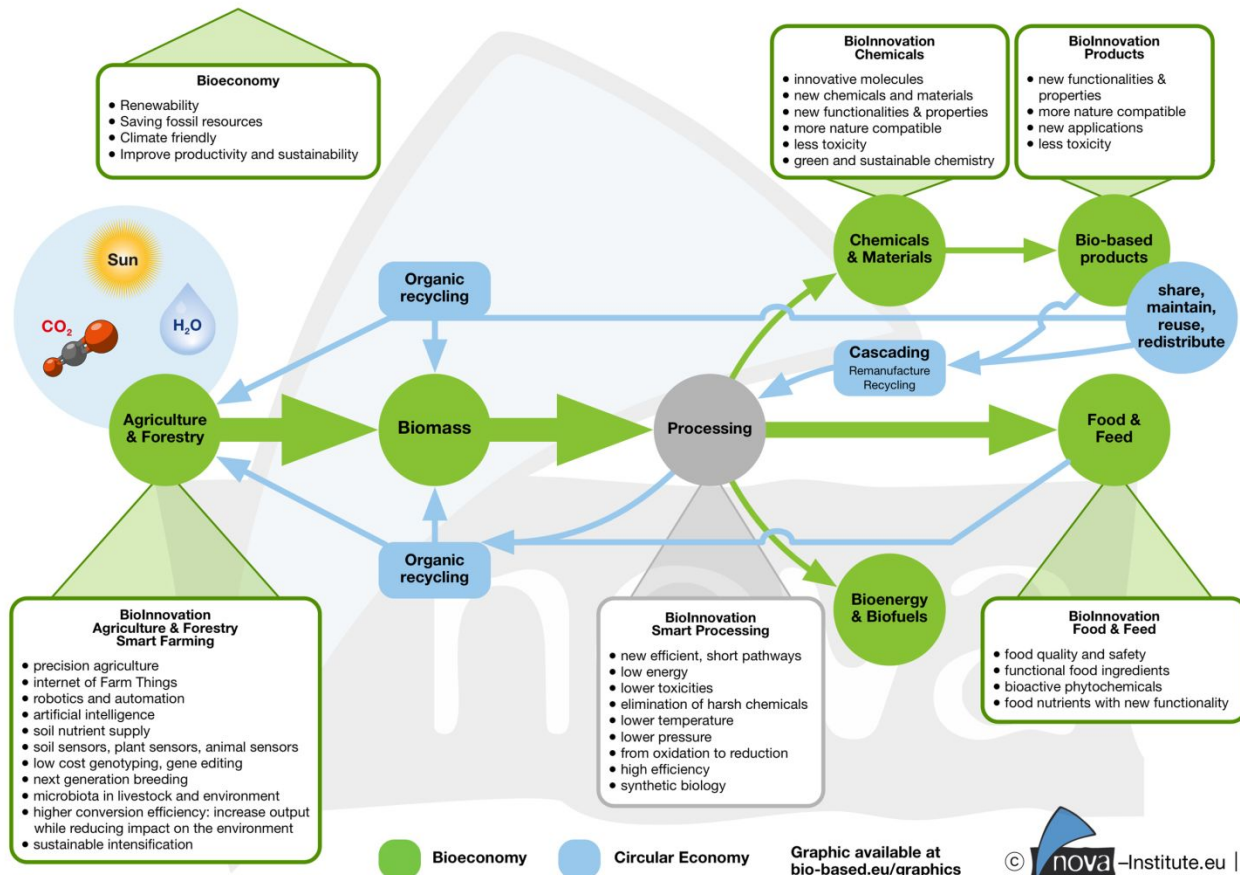 Bioeconomy
● Renewability
● Saving fossil resources
● Climate friendly
● Improve productivity and sustainability
BioInnovation
Chemicals
● innovative molecules
● new chemicals and materials
● new functionalities & properties
● more nature compatible
● less toxicity
● green and sustainable chemistry
BioInnovation
Products
● new functionalities &
properties
● more nature compatible
● new applications
● less toxicity
Sun
CO₂
H₂O
Organic
recycling
Chemicals
& Materials
Bio-based
products
share,
maintain,
reuse,
redistribute
Cascading
Remanufacture
Recycling
Agriculture
& Forestry
Biomass
Processing
Food &
Feed
Organic
recycling
Bioenergy
& Biofuels
nova
BioInnovation
Agriculture & Forestry
Smart Farming
● precision agriculture
● internet of Farm Things
● robotics and automation
● artificial intelligence
● soil nutrient supply
● soil sensors, plant sensors, animal sensors
● low cost genotyping, gene editing
● next generation breeding
● microbiota in livestock and environment
● higher conversion efficiency: increase output
while reducing impact on the environment
● sustainable intensification
BioInnovation
Smart Processing
● new efficient, short pathways
● low energy
● lower toxicities
● elimination of harsh chemicals
● lower temperature
● lower pressure
● from oxidation to reduction
● high efficiency
● synthetic biology
BioInnovation
Food & Feed
● food quality and safety
● functional food ingredients
● bioactive phytochemicals
● food nutrients with new functionality
Bioeconomy
Circular Economy
Graphic available at
bio-based.eu/graphics
© nova-Institute.eu |